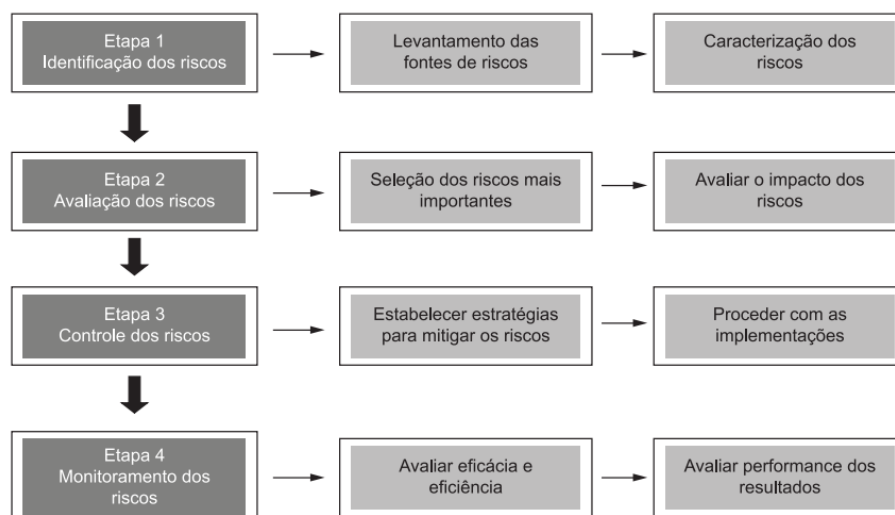 Etapa 1
Identificação dos riscos
Levantamento das
fontes de riscos
Caracterização dos
riscos
Etapa 2
Avaliação dos riscos
Seleção dos riscos mais
importantes
Avaliar o impacto dos
riscos
Etapa 3
Controle dos riscos
Estabelecer estratégias
para mitigar os riscos
Proceder com as
implementações
Etapa 4
Monitoramento dos
riscos
Avaliar eficácia e
eficiência
Avaliar performance dos
resultados